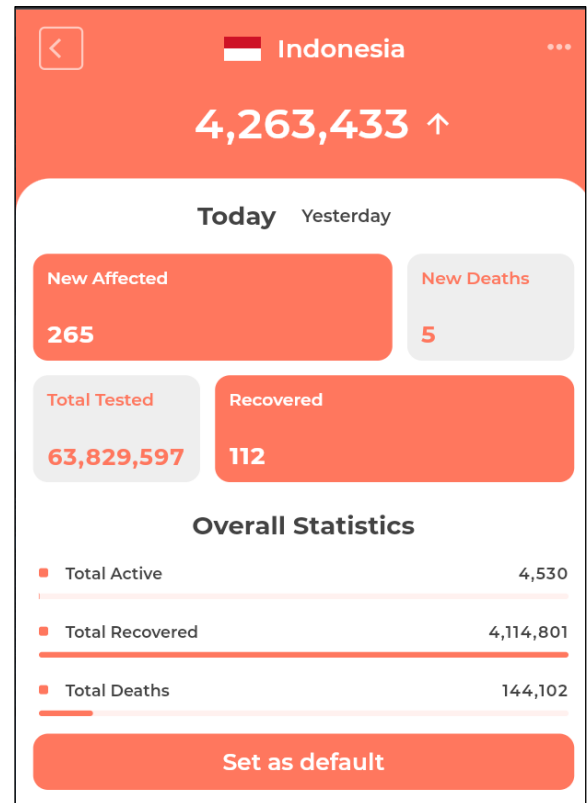 Indonesia
4,263,433 ↑
Today Yesterday
New Affected
265
New Deaths
5
Total Tested
63,829,597
Recovered
112
Overall Statistics
Total Active 4,530
Total Recovered 4,114,801
Total Deaths 144,102
Set as default